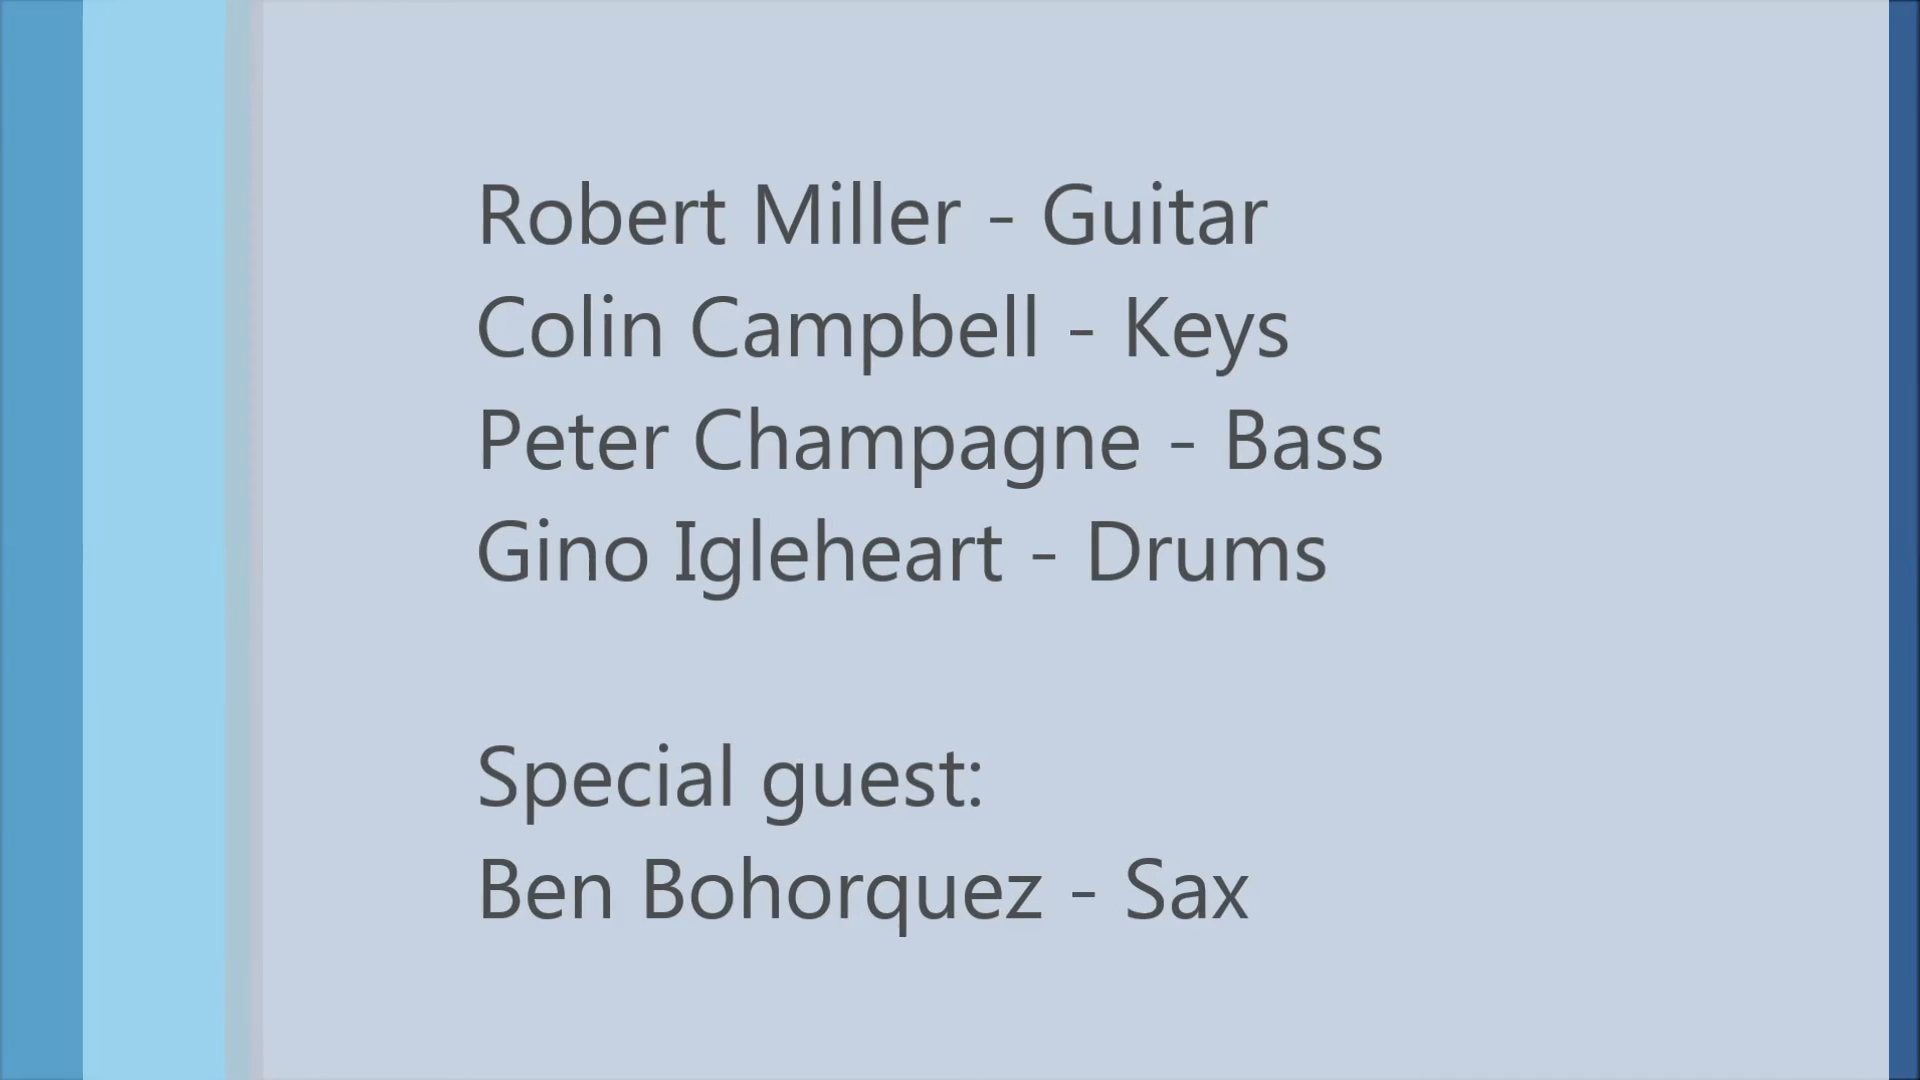 Robert Miller - Guitar
Colin Campbell - Keys
Peter Champagne - Bass
Gino Igleheart - Drums
Special guest:
Ben Bohorquez - Sax